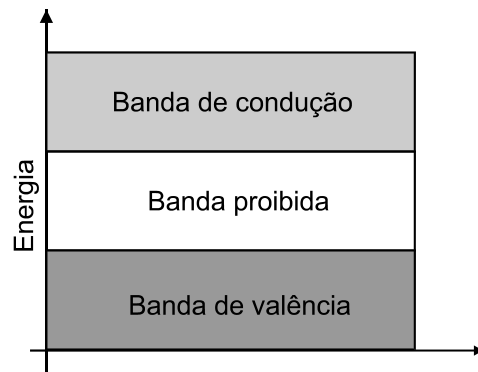 Banda de condução
Banda proibida
Banda de valência
Energia